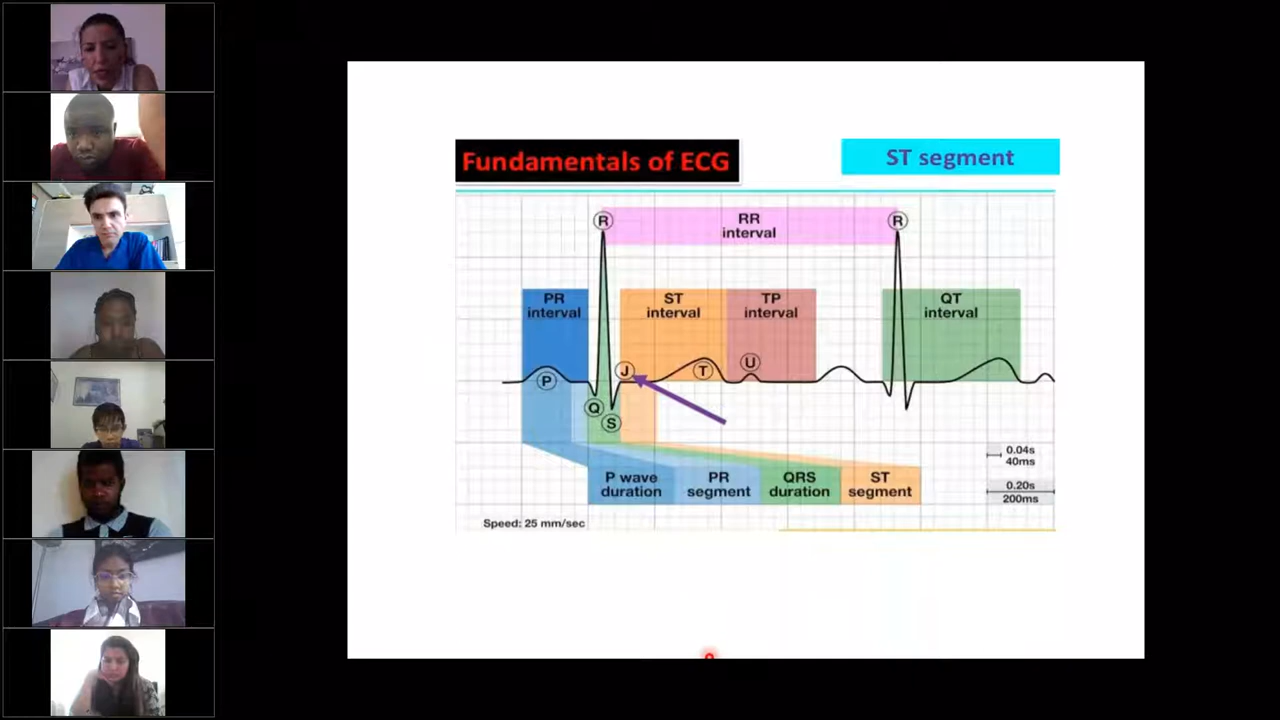 Fundamentals of ECG
ST segment
R
RR
interval
R
PR
interval
ST
interval
TP
interval
QT
interval
P
J
T
U
Q
S
0.04s
40ms
P wave
duration
PR
segment
QRS
duration
ST
segment
0.20s
200ms
Speed: 25 mm/sec